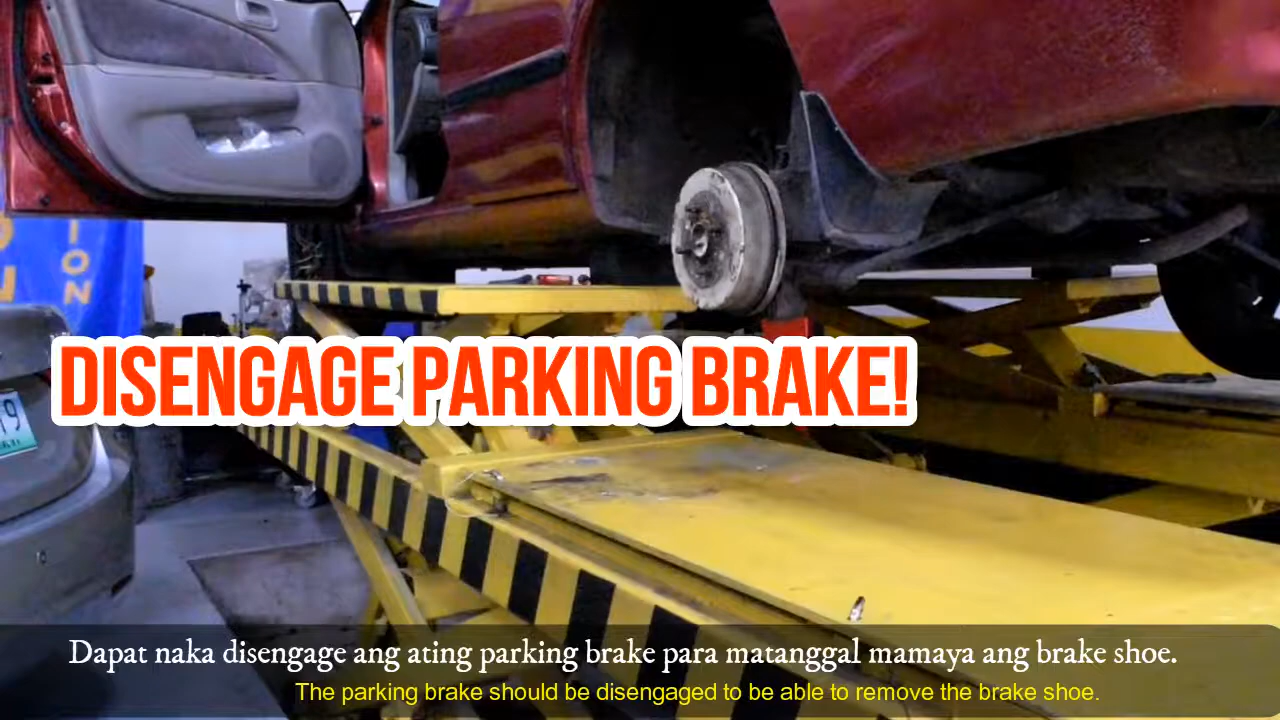 ION
DISENGAGE PARKING BRAKE!
Dapat naka disengage ang ating parking brake para matanggal mamaya ang brake shoe.
The parking brake should be disengaged to be able to remove the brake shoe.